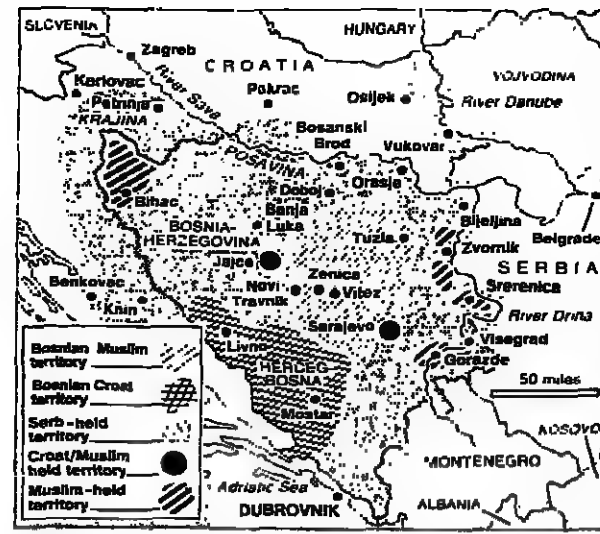 SLOVENIA
HUNGARY
Zagreb
CROATIA
VOJVODINA
Karlovac
River Sava
Pakrac
Osijek
River Danube
Petrinja
KRAJINA
Bosanski
Brod
Vukovar
POSAVINA
Doboj
Orasje
Bihac
Banja
Luka
Bijeljina
Belgrade
BOSNIA-
HERZEGOVINA
Tuzla
Zvornik
Jajce
SERBIA
Zenica
Benkovac
Novi
Travnik
Vitez
Srerenica
Knin
River Drina
Sarajevo
Visegrad
Livno
Gorazde
HERCEG
BOSNA
50 miles
Mostar
KOSOVO
MONTENEGRO
Adriatic Sea
DUBROVNIK
ALBANIA
Bosnian Muslim
territory
Bosnian Croat
territory
Serb-held
territory
Croat/Muslim
held territory
Muslim-held
territory